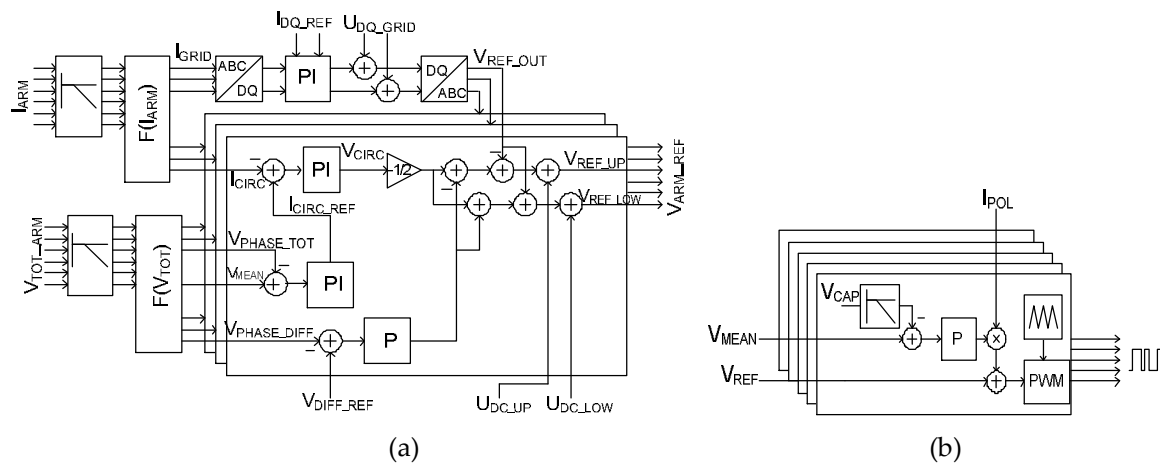 I_DQ_REF
U_DQ_GRID
I_GRID
V_REF_OUT
ABC
DQ
PI
DQ
ABC
I_ARM
F(I_ARM)
V_CIRC
PI
-1/2
V_REF_UP
I_CIRC
V_REF_LOW
V_ARM_REF
I_CIRC_REF
V_TOT_ARM
F(V_TOT)
V_PHASE_TOT
V_MEAN
PI
V_PHASE_DIFF
P
V_DIFF_REF
U_DC_UP
U_DC_LOW
(a)
I_POL
V_CAP
V_MEAN
P
V_REF
PWM
(b)